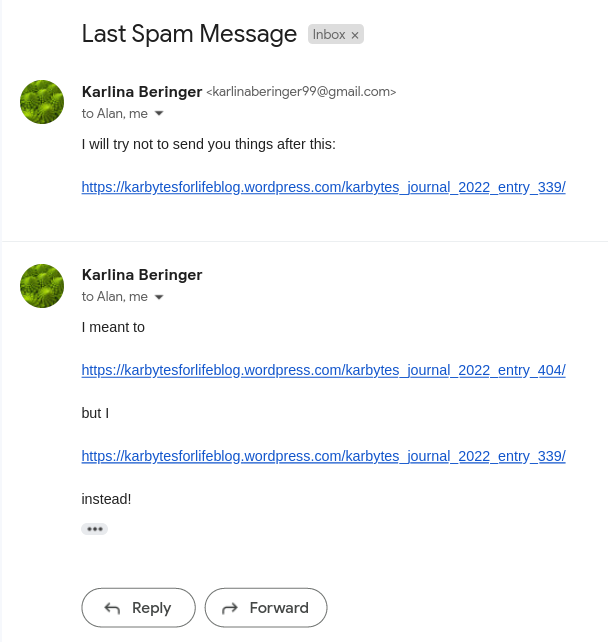 Last Spam Message Inbox ×
Karlina Beringer <karlinaberinger99@gmail.com>
to Alan, me
I will try not to send you things after this:
https://karbytesforlifeblog.wordpress.com/karbytes_journal_2022_entry_339/
Karlina Beringer
to Alan, me
I meant to
https://karbytesforlifeblog.wordpress.com/karbytes_journal_2022_entry_404/
but I
https://karbytesforlifeblog.wordpress.com/karbytes_journal_2022_entry_339/
instead!
•••
Reply Forward